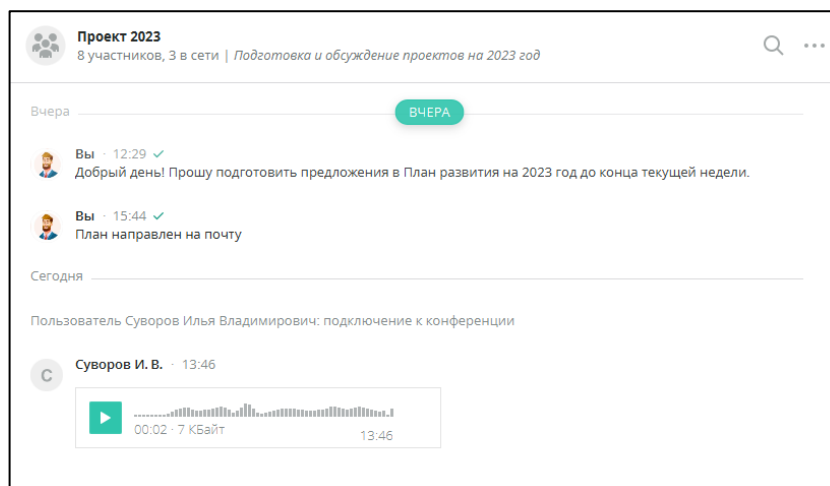 Проект 2023
8 участников, 3 в сети | Подготовка и обсуждение проектов на 2023 год
Вчера
ВЧЕРА
Вы · 12:29
Добрый день! Прошу подготовить предложения в План развития на 2023 год до конца текущей недели.
Вы · 15:44
План направлен на почту
Сегодня
Пользователь Суворов Илья Владимирович: подключение к конференции
С
Суворов И. В. · 13:46
00:02 · 7 КБайт
13:46